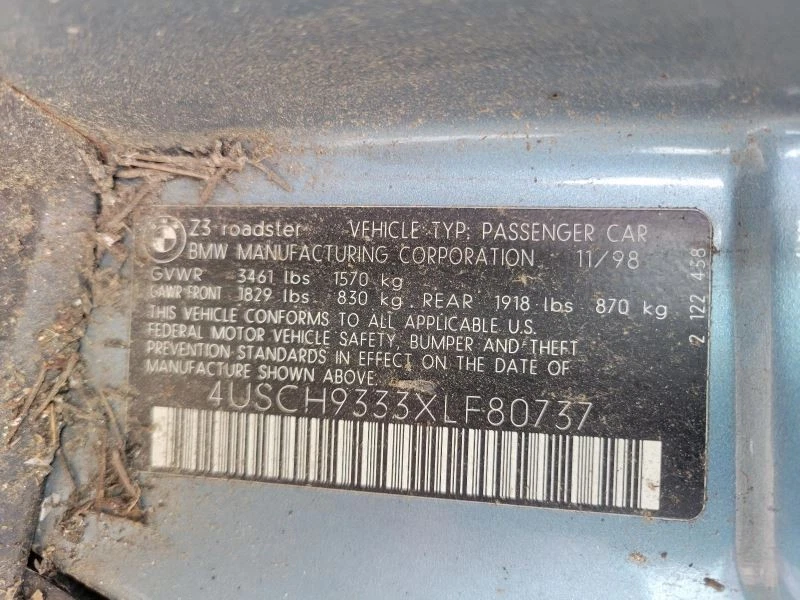 Z3 roadster VEHICLE TYP: PASSENGER CAR
BMW MANUFACTURING CORPORATION 11/98
GVWR 3461 lbs 1570 kg
GAWR FRONT 1829 lbs. 830 kg. REAR 1918 lbs 870 kg
THIS VEHICLE CONFORMS TO ALL APPLICABLE U.S.
FEDERAL MOTOR VEHICLE SAFETY, BUMPER AND THEFT
PREVENTION STANDARDS IN EFFECT ON THE DATE OF
MANUFACTURE SHOWN ABOVE.
4USCH9333XLF80737
2 122 458